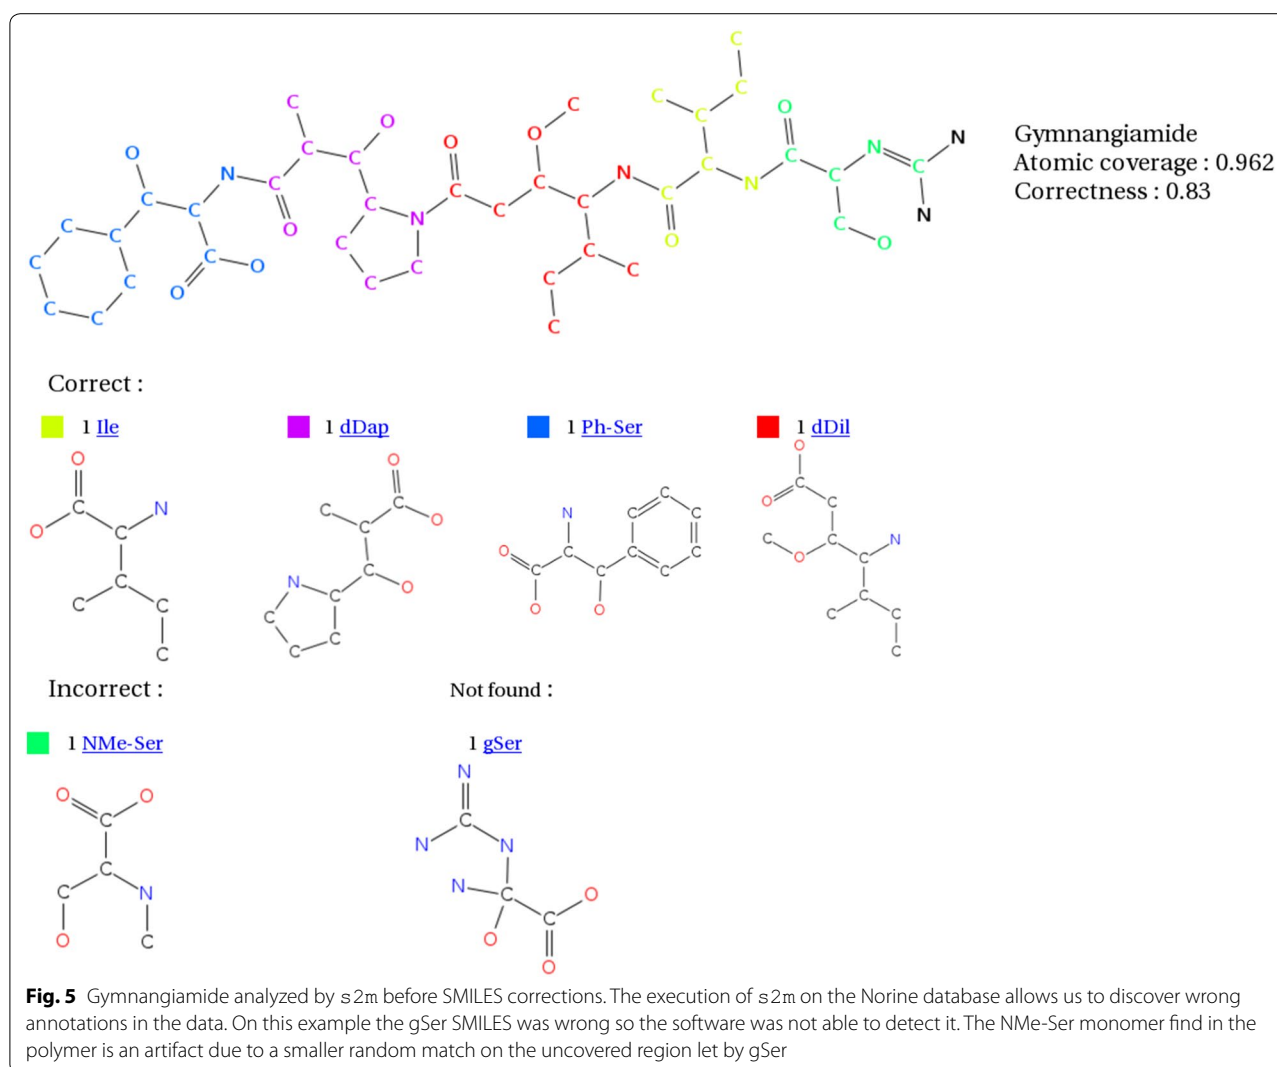 Gymnangiamide
Atomic coverage : 0.962
Correctness : 0.83
Correct :
1 Ile
1 dDap
1 Ph-Ser
1 dDil
Incorrect :
Not found :
1 NMe-Ser
1 gSer
Fig. 5 Gymnangiamide analyzed by s2m before SMILES corrections. The execution of s2m on the Norine database allows us to discover wrong
annotations in the data. On this example the gSer SMILES was wrong so the software was not able to detect it. The NMe-Ser monomer find in the
polymer is an artifact due to a smaller random match on the uncovered region let by gSer